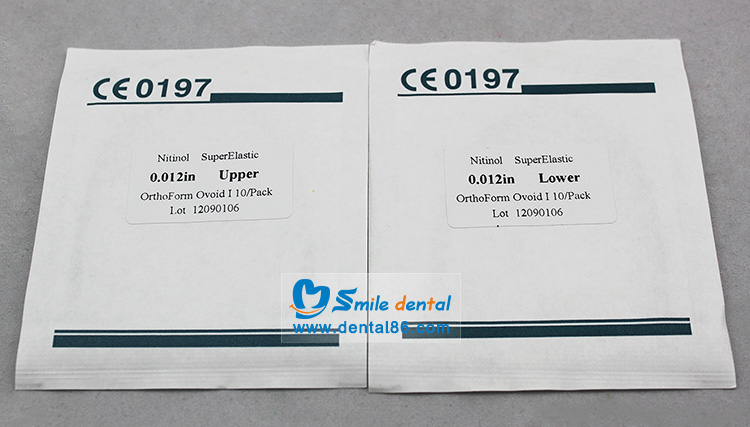 CE 0197
Nitinol SuperElastic
0.012in Upper
OrthoForm Ovoid I 10/Pack
Lot 12090106
CE 0197
Nitinol SuperElastic
0.012in Lower
OrthoForm Ovoid I 10/Pack
Lot 12090106
Smile dental
www.dental86.com